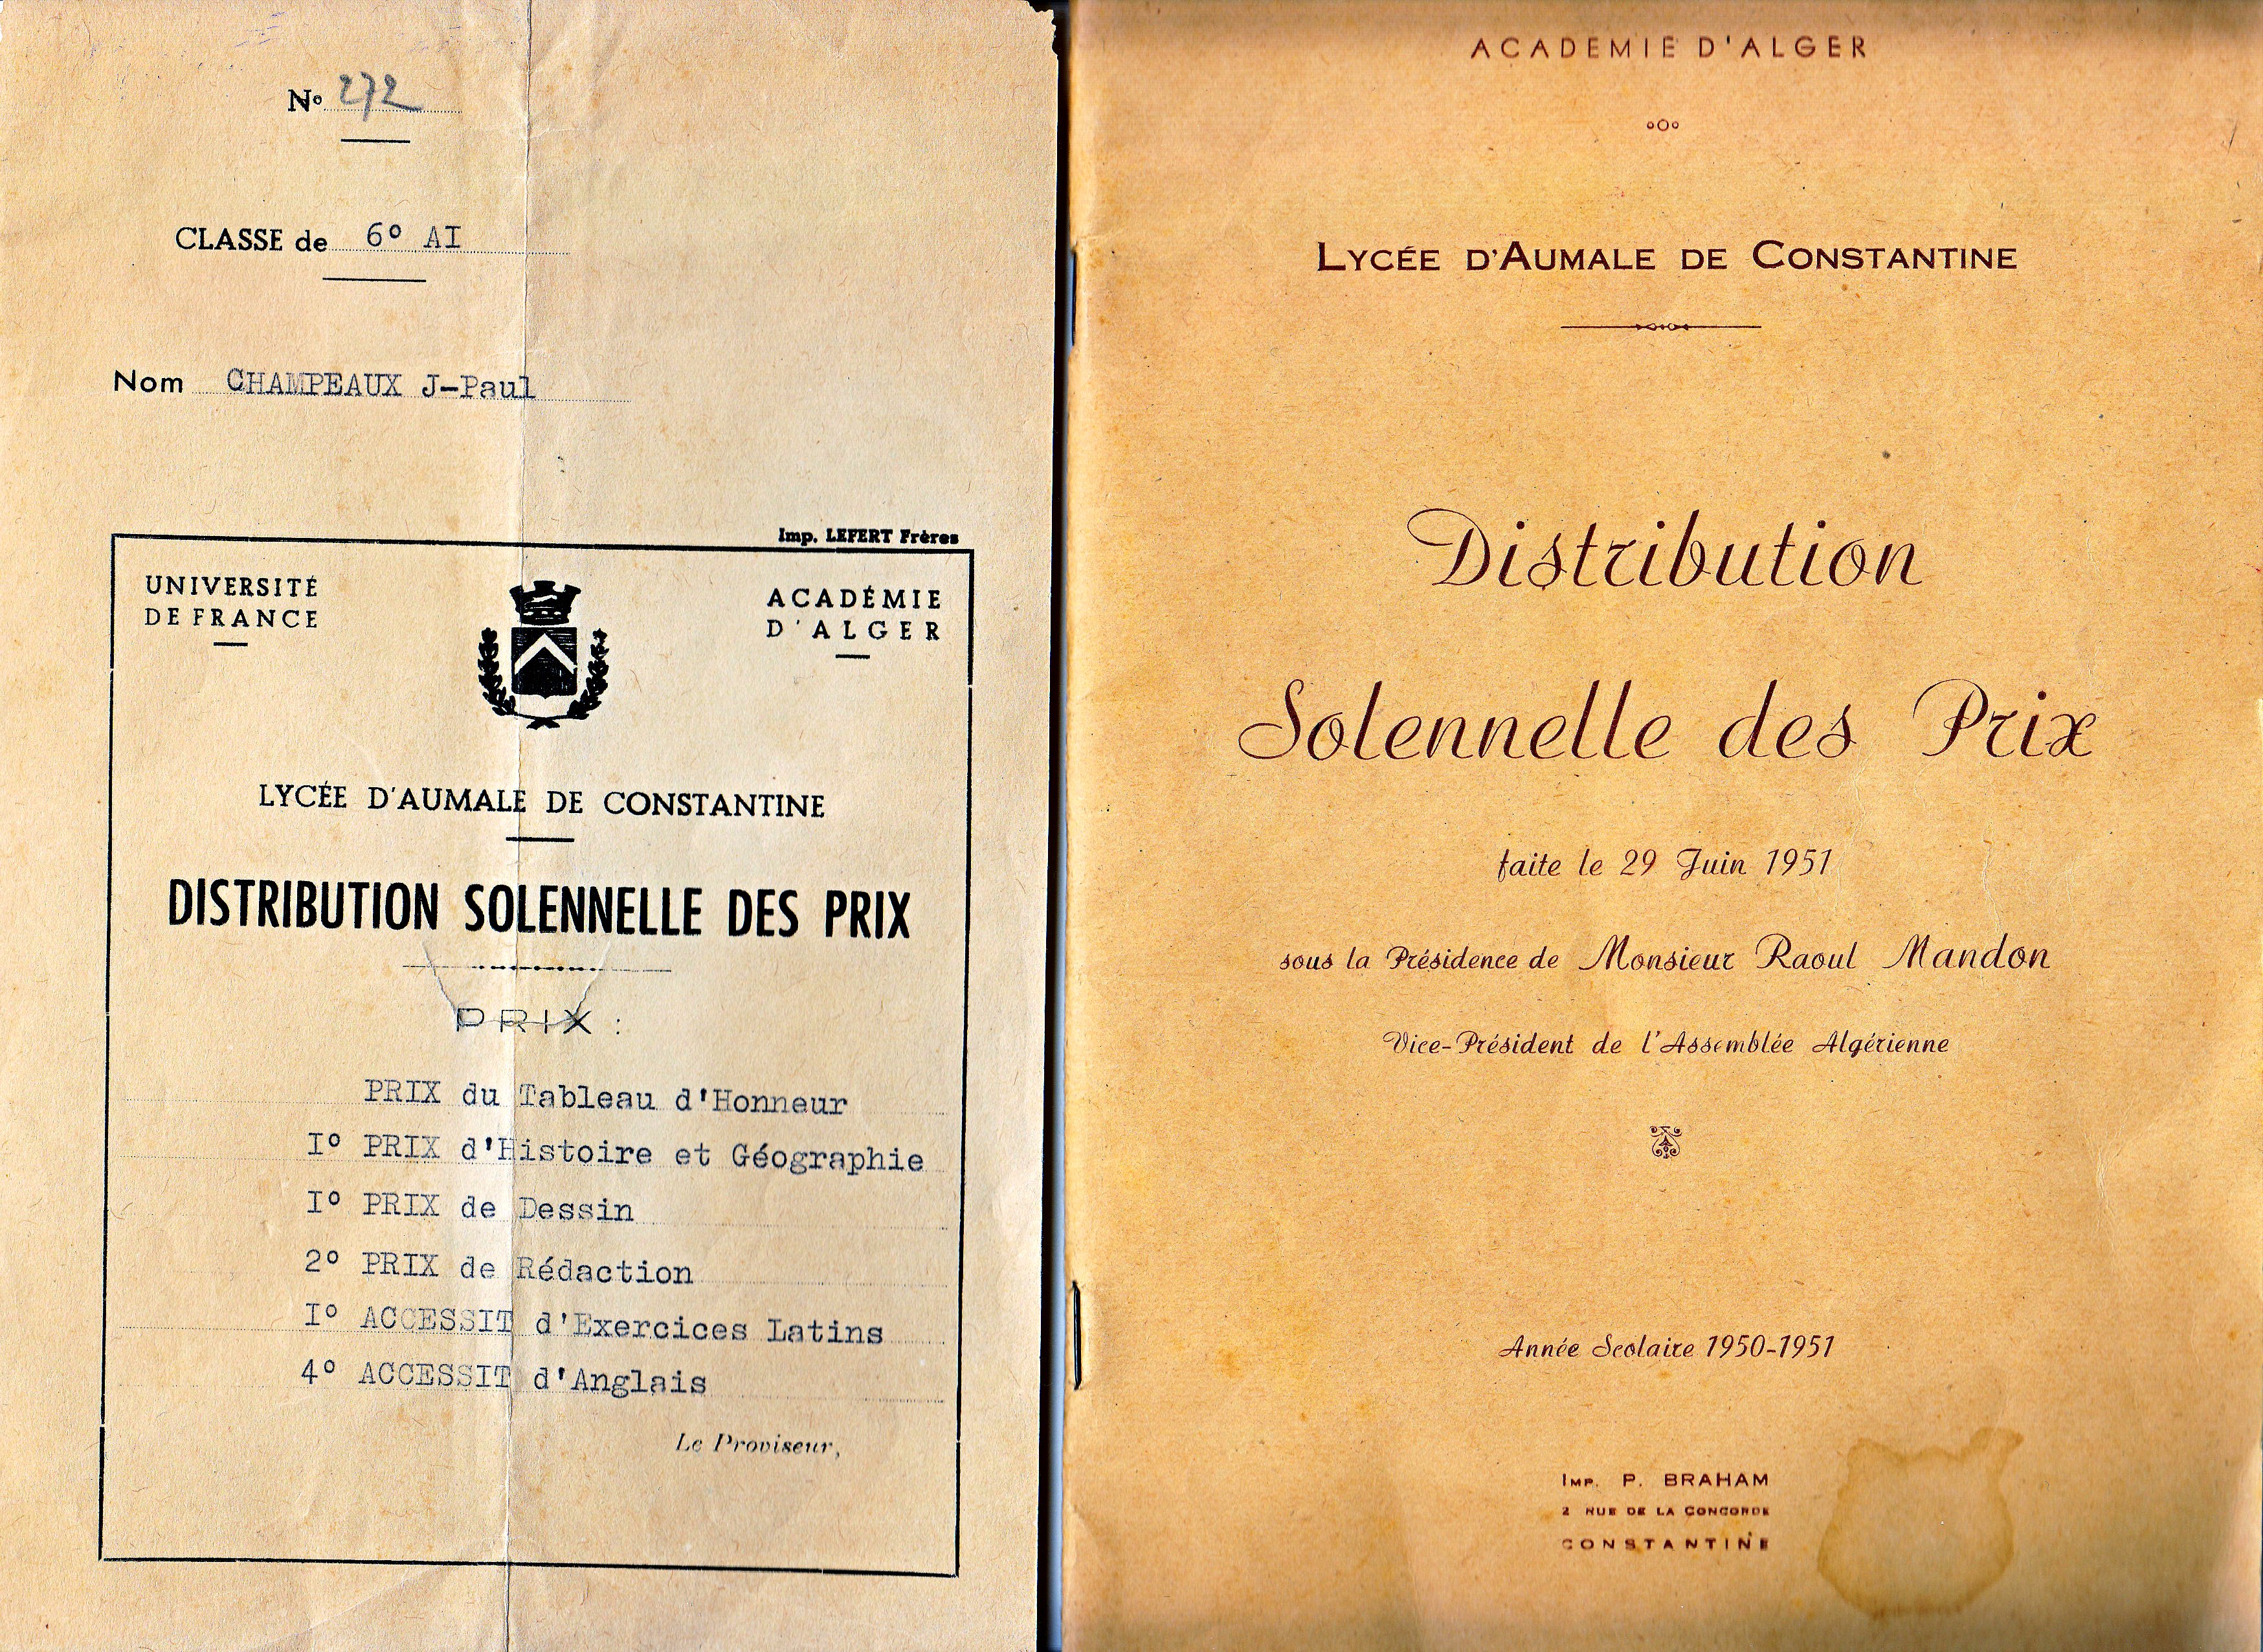 N° 272
CLASSE de 6° AI
Nom CHAMPEAUX J-Paul
Imp. LEFERT Frères
UNIVERSITÉ
DE FRANCE
ACADÉMIE
D'ALGER
LYCÉE D'AUMALE DE CONSTANTINE
DISTRIBUTION SOLENNELLE DES PRIX
PRIX :
PRIX du Tableau d'Honneur
I° PRIX d'Histoire et Géographie
I° PRIX de Dessin
2° PRIX de Rédaction
I° ACCESSIT d'Exercices Latins
4° ACCESSIT d'Anglais
Le Proviseur,
ACADEMIE D'ALGER
LYCÉE D'AUMALE DE CONSTANTINE
Distribution
Solennelle des Prix
faite le 29 Juin 1951
sous la Présidence de Monsieur Raoul Mandon
Vice-Président de l'Assemblée Algérienne
Année Scolaire 1950-1951
IMP. P. BRAHAM
2 RUE DE LA CONCORDE
CONSTANTINE